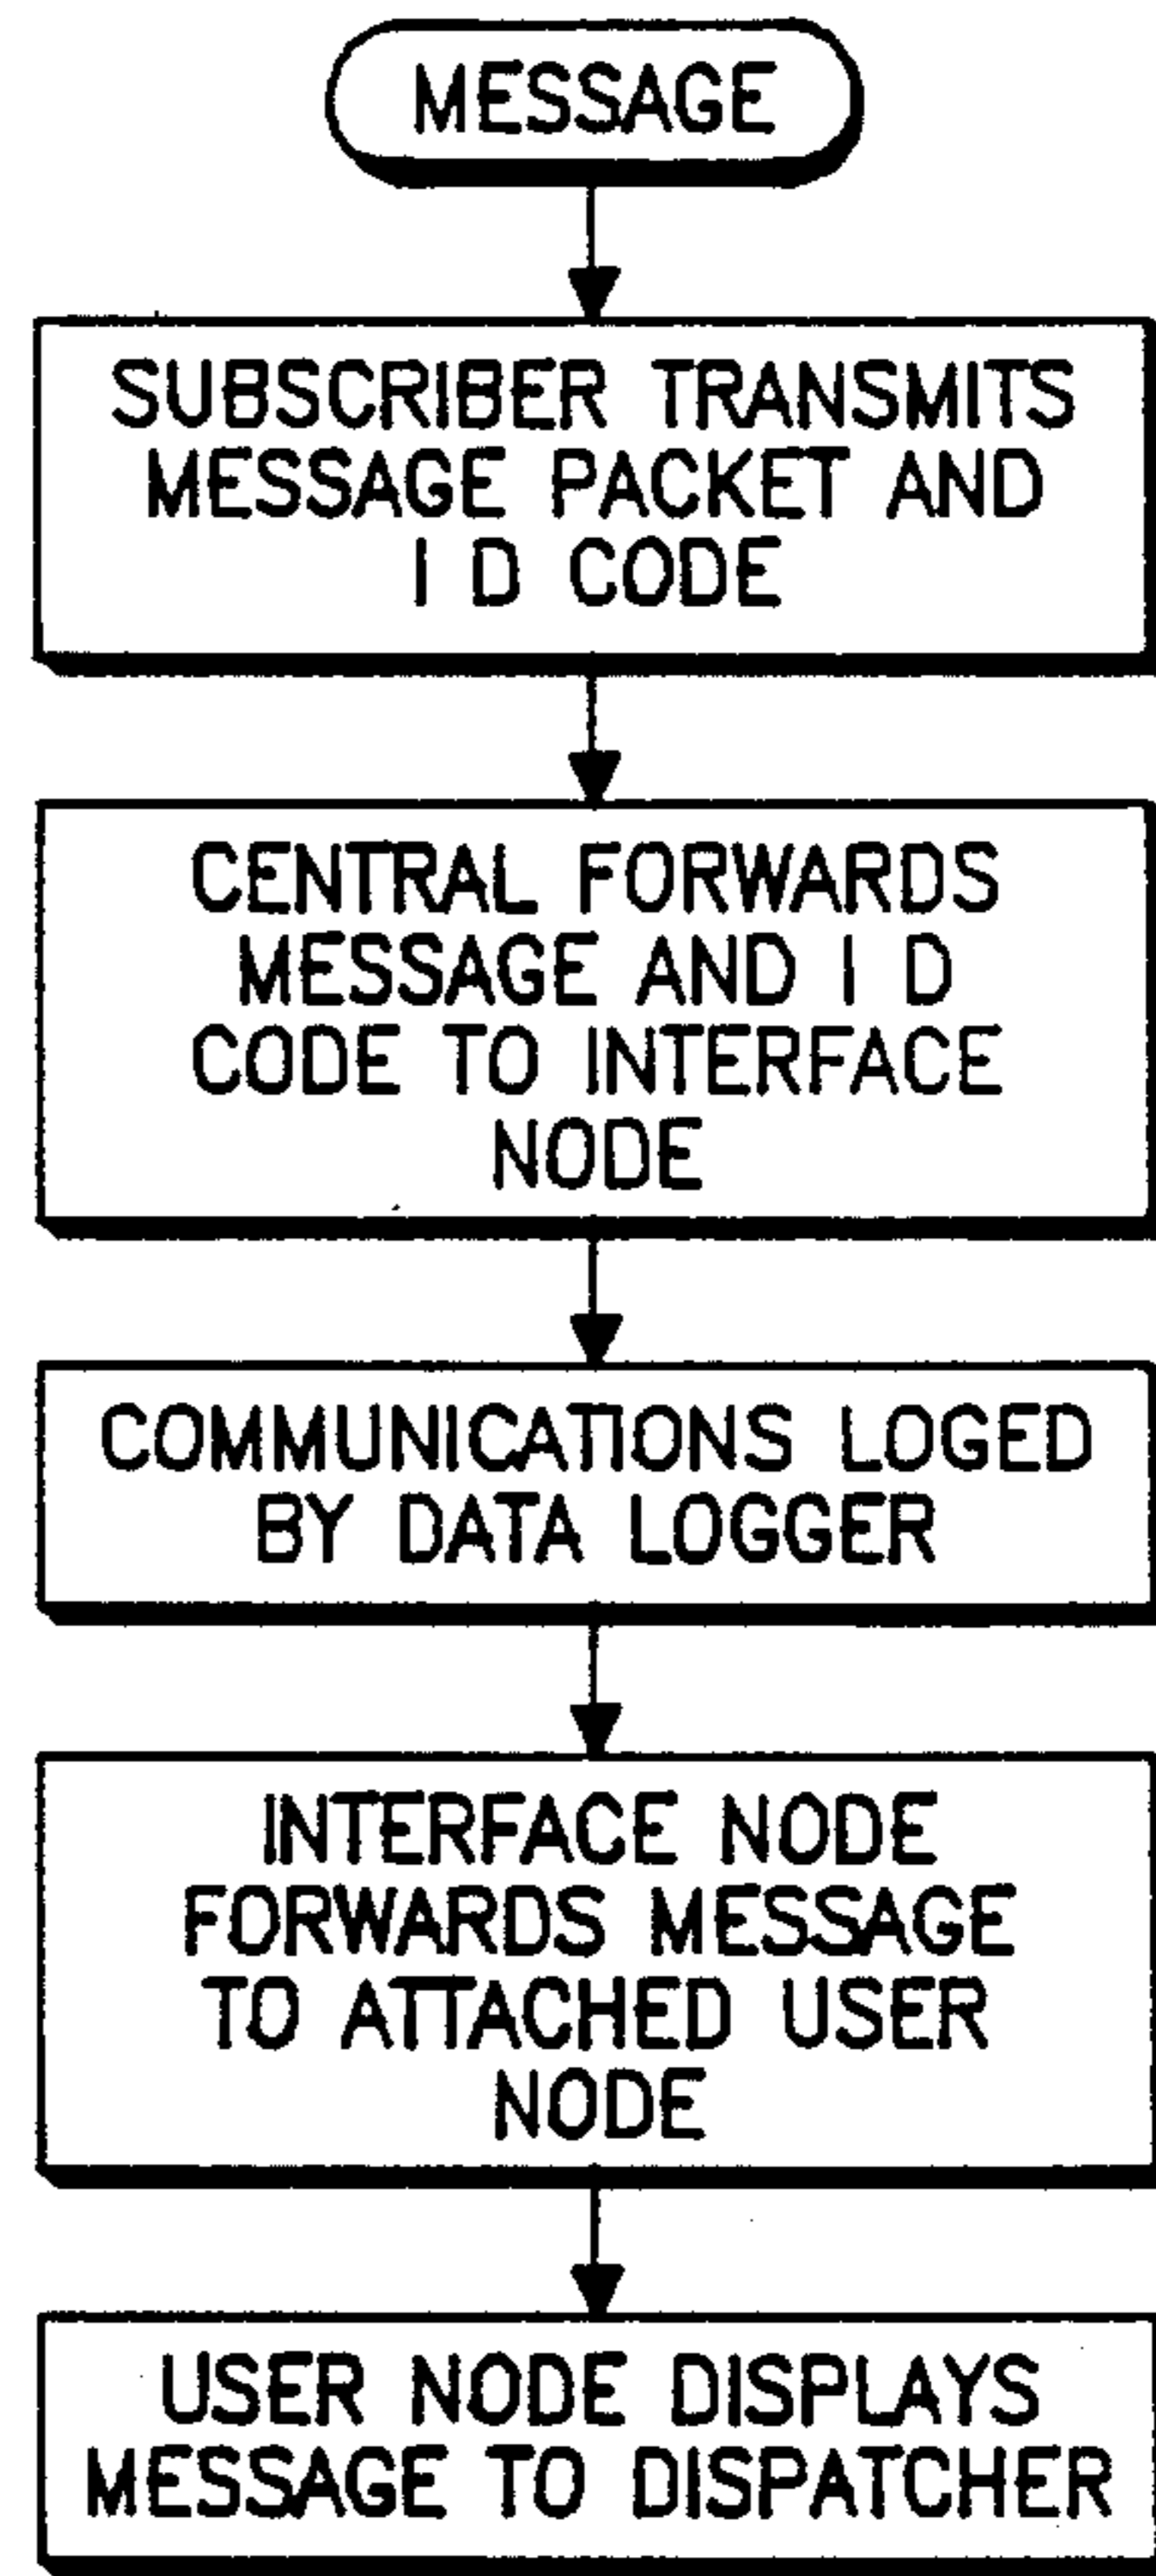 MESSAGE
SUBSCRIBER TRANSMITS
MESSAGE PACKET AND
I D CODE
CENTRAL FORWARDS
MESSAGE AND I D
CODE TO INTERFACE
NODE
COMMUNICATIONS LOGED
BY DATA LOGGER
INTERFACE NODE
FORWARDS MESSAGE
TO ATTACHED USER
NODE
USER NODE DISPLAYS
MESSAGE TO DISPATCHER